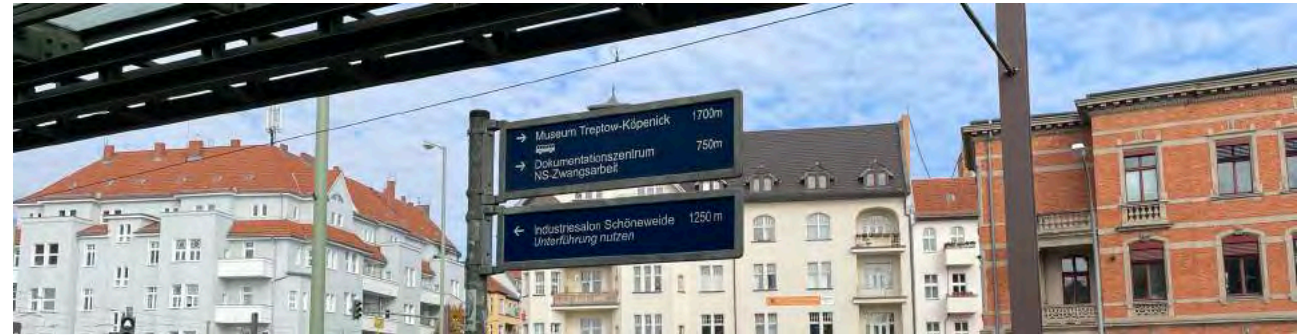 → Museum Treptow-Köpenick 1700m
→ Dokumentationszentrum 750m
NS-Zwangsarbeit
← Industriesalon Schöneweide 1250 m
Unterführung nutzen